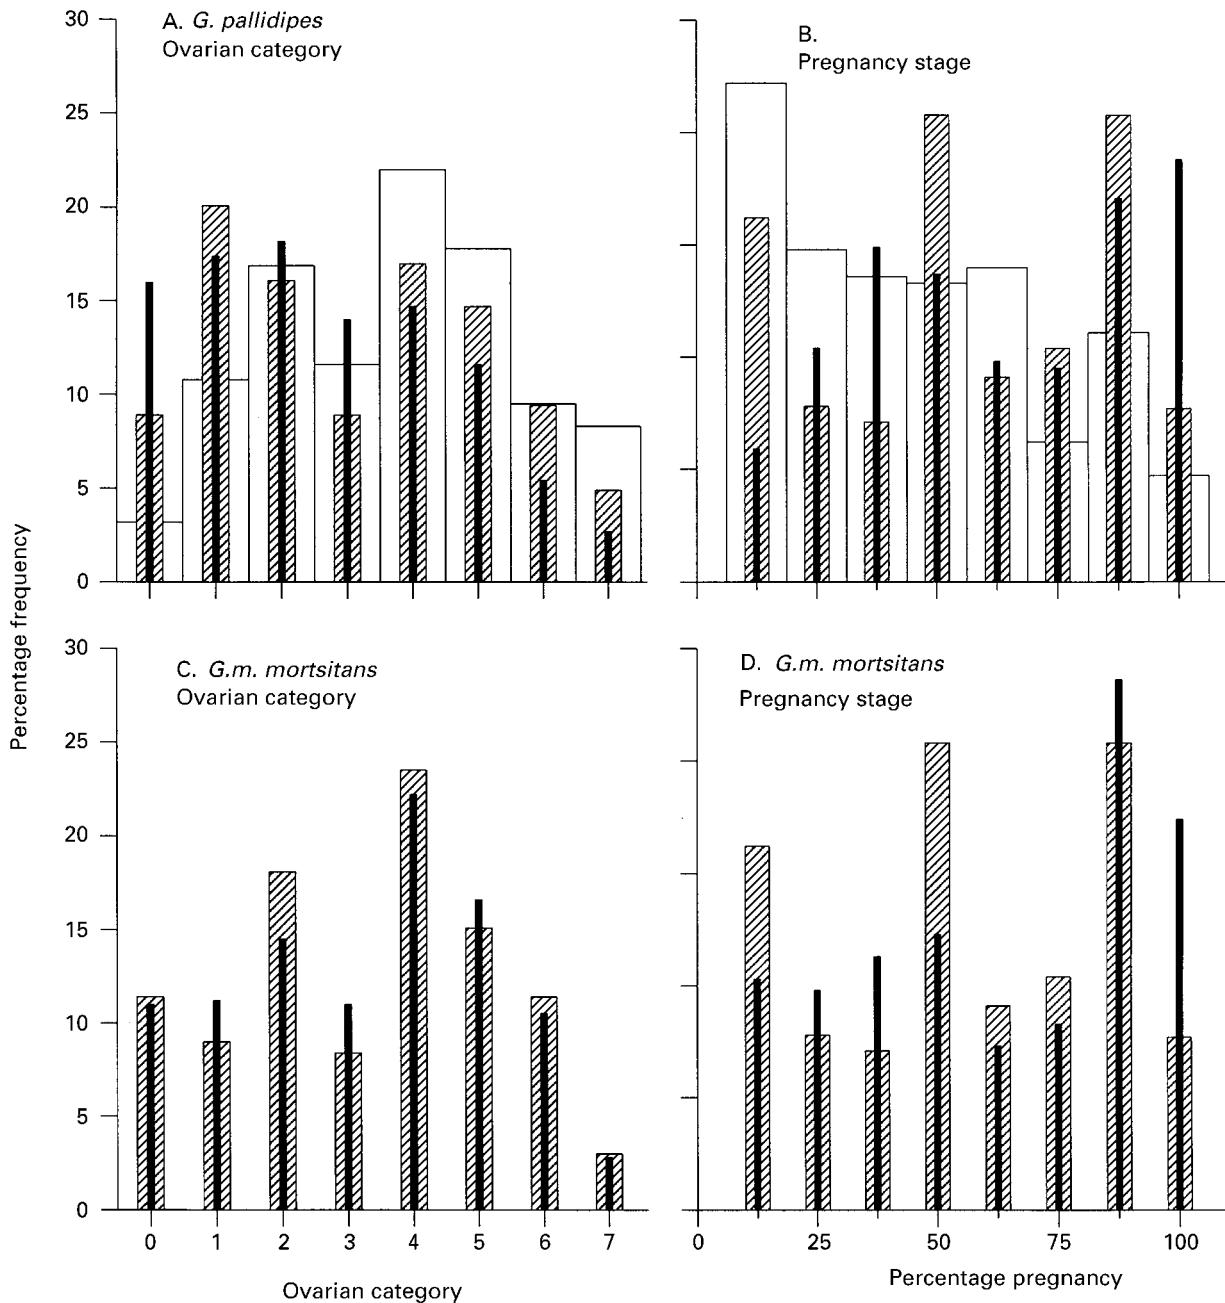 A. G. pallidipes
Ovarian category
B.
Pregnancy stage
30
25
20
15
10
5
0
Percentage frequency
C. G.m. mortsitans
Ovarian category
D. G.m. mortsitans
Pregnancy stage
30
25
20
15
10
5
0
0 1 2 3 4 5 6 7
0 25 50 75 100
Ovarian category
Percentage pregnancy